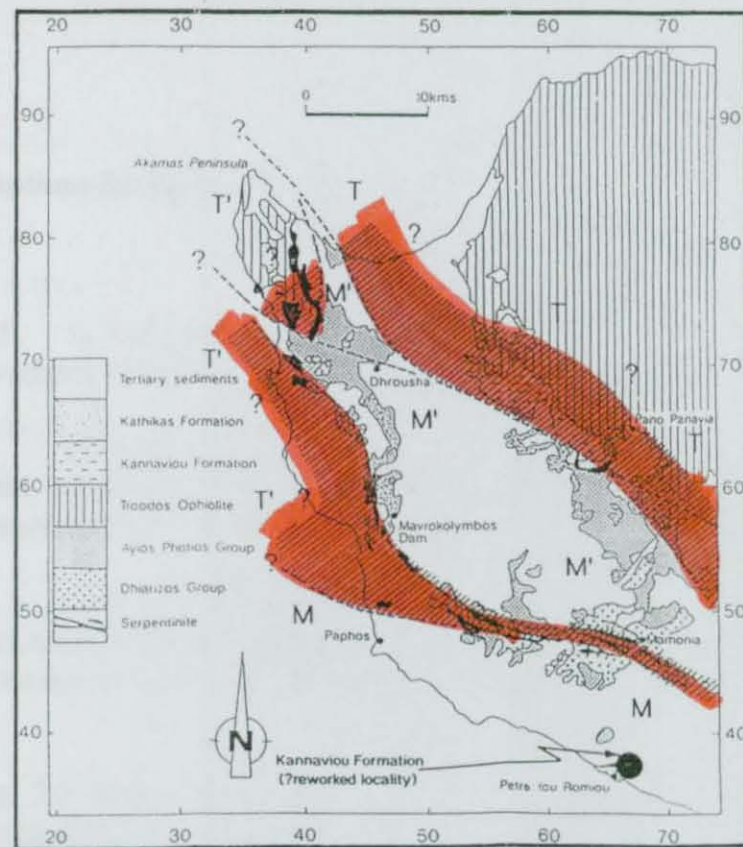 20 30 40 50 60 70
0 10kms
90 90
?
Akamas Peninsula
T'
T
?
80 80
?
?
M'
T
70 70
T'
Dhrousha
?
Tertiary sediments
?
M'
Pano Panayia
Kathikas Formation
T
Kannaviou Formation
60 60
T'
?
Troodos Ophiolite
Mavrokolymbos
Dam
Ayios Photios Group
M'
Dhiarizos Group
50 50
M
Serpentinite
Paphos
Mamonia
M
40 40
N
Kannaviou Formation
(?reworked locality)
Petra tou Romiou
20 30 40 50 60 70